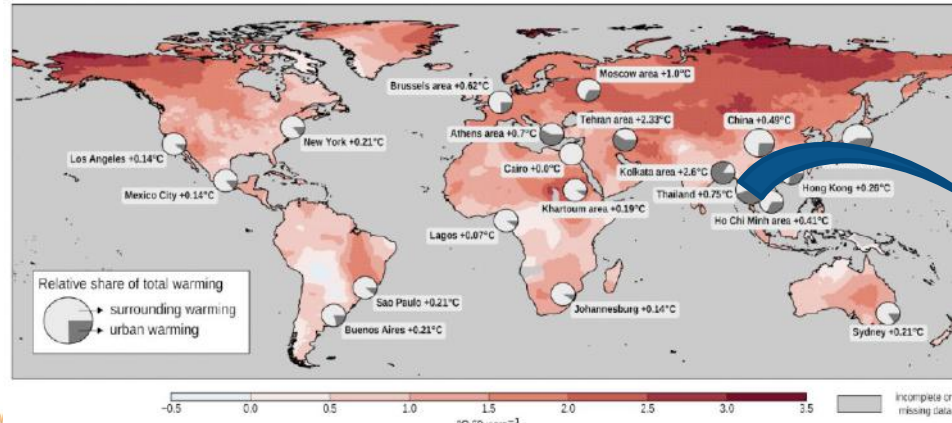 Moscow area +1.0°C
Brussels area +0.62°C
Tehran area +2.33°C
China +0.49°C
Athens area +0.7°C
New York +0.21°C
Los Angeles +0.14°C
Cairo +0.0°C
Kolkata area +2.6°C
Hong Kong +0.26°C
Mexico City +0.14°C
Thailand +0.75°C
Khartoum area +0.19°C
Ho Chi Minh area +0.41°C
Lagos +0.07°C
Relative share of total warming
surrounding warming
urban warming
Sao Paulo +0.21°C
Johannesburg +0.14°C
Buenos Aires +0.21°C
Sydney +0.21°C
−0.5 0.0 0.5 1.0 1.5 2.0 2.5 3.0 3.5
Incomplete or
missing data